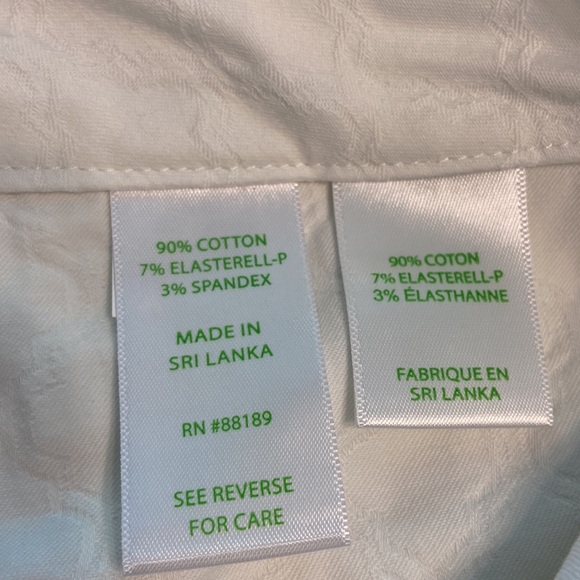 90% COTTON
7% ELASTERELL-P
3% SPANDEX
MADE IN
SRI LANKA
RN #88189
SEE REVERSE
FOR CARE
90% COTON
7% ELASTERELL-P
3% ÉLASTHANNE
FABRIQUE EN
SRI LANKA